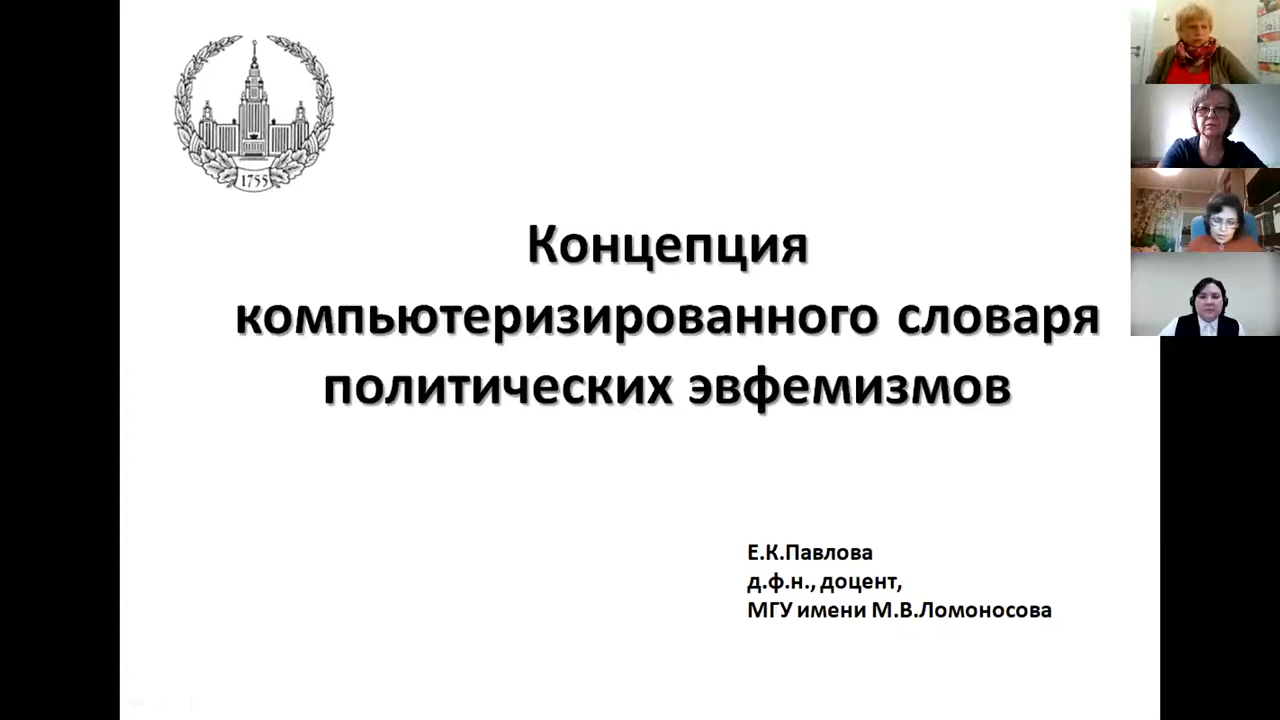 1755
Концепция
компьютеризированного словаря
политических эвфемизмов
Е.К.Павлова
д.ф.н., доцент,
МГУ имени М.В.Ломоносова